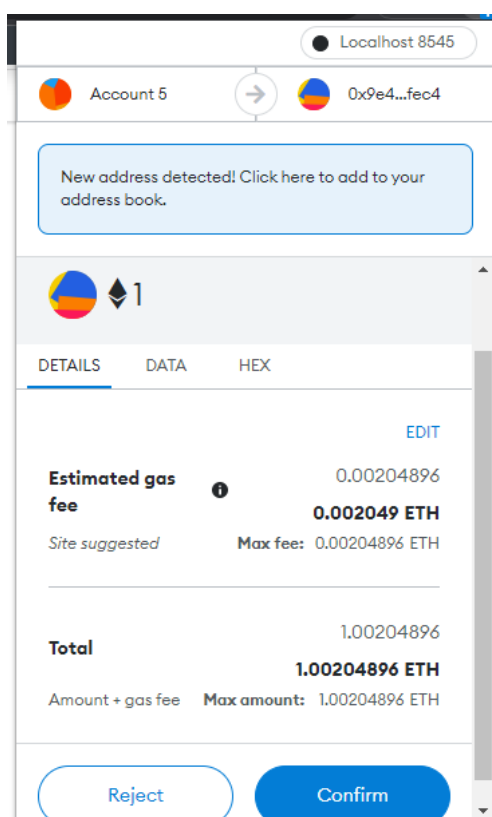 Localhost 8545
Account 5
0x9e4...fec4
New address detected! Click here to add to your
address book.
1
DETAILS DATA HEX
EDIT
Estimated gas
fee
0.00204896
0.002049 ETH
Site suggested Max fee: 0.00204896 ETH
Total
1.00204896
1.00204896 ETH
Amount + gas fee Max amount: 1.00204896 ETH
Reject Confirm